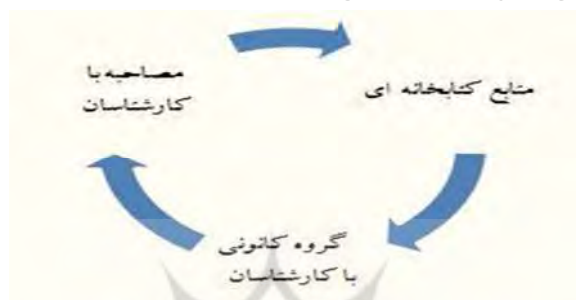 مصاحبه با
کارشناسان
منابع کتابخانه ای
گروه کانونی
با کارشناسان